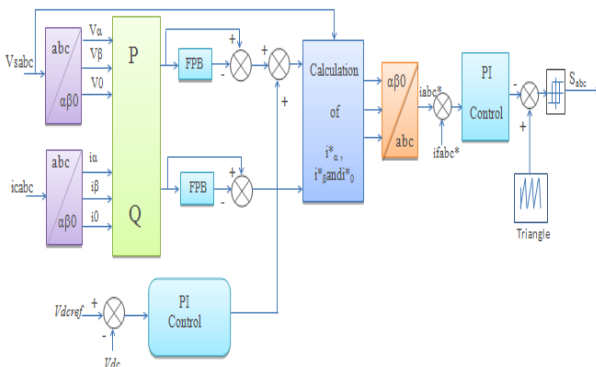 Vsabc
abc
αβ0
Vα
Vβ
V0
P
FPB
+
-
+
+
Calculation
of
i*α ,
i*βandi*0
αβ0
abc
iabc*
ifabc*
PI
Control
-
+
Sabc
Triangle
icabc
abc
αβ0
iα
iβ
i0
Q
FPB
+
-
Vdcref
+
-
Vdc
PI
Control